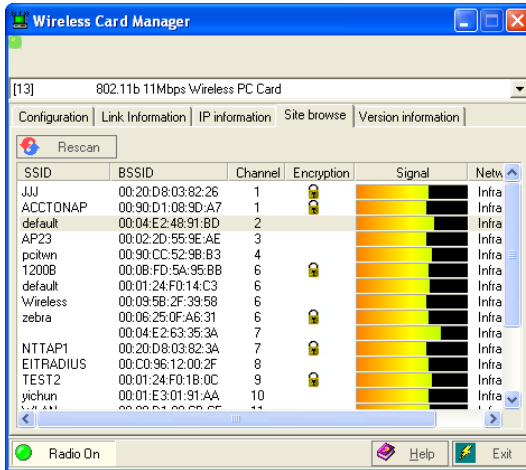 Wireless Card Manager
[13] 802.11b 11Mbps Wireless PC Card
Configuration Link Information IP information Site browse Version information
Rescan
SSID BSSID Channel Encryption Signal Netw
JJJ 00:20:D8:03:82:26 1 Infra
ACCTONAP 00:90:D1:08:9D:A7 1 Infra
default 00:04:E2:48:91:BD 2 Infra
AP23 00:02:2D:55:9E:AE 3 Infra
pcitwn 00:90:CC:52:9B:B3 4 Infra
1200B 00:0B:FD:5A:95:BB 6 Infra
default 00:01:24:F0:14:C3 6 Infra
Wireless 00:09:5B:2F:39:58 6 Infra
zebra 00:06:25:0F:A6:31 6 Infra
00:04:E2:63:35:3A 7 Infra
NTTAP1 00:20:D8:03:82:3A 7 Infra
EITRADIUS 00:C0:96:12:00:2F 8 Infra
TEST2 00:01:24:F0:1B:0C 9 Infra
yichun 00:01:E3:01:91:AA 10 Infra
Radio On Help Exit